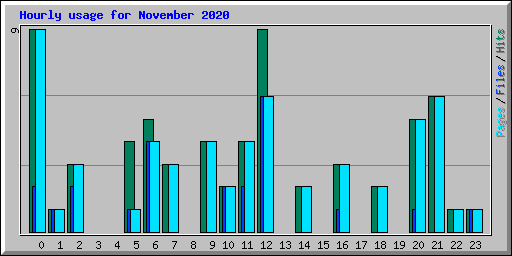 Hourly usage for November 2020
9
Pages/Files/Hits
0 1 2 3 4 5 6 7 8 9 10 11 12 13 14 15 16 17 18 19 20 21 22 23